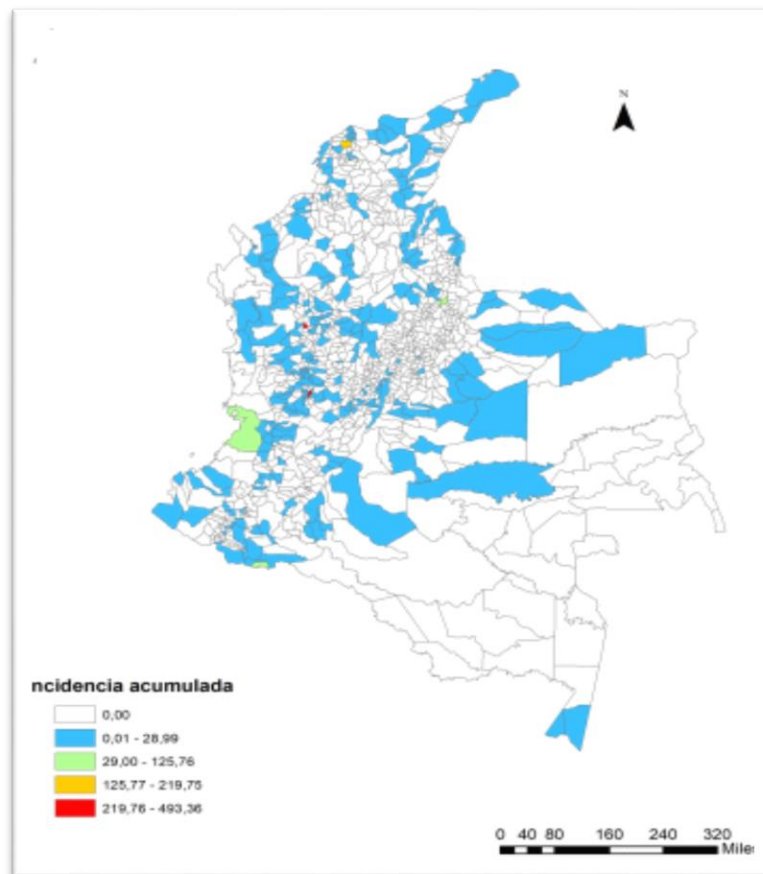 N
ncidencia acumulada
0,00
0,01 - 28,99
29,00 - 125,76
125,77 - 219,75
219,76 - 493,36
0 40 80 160 240 320
Miles